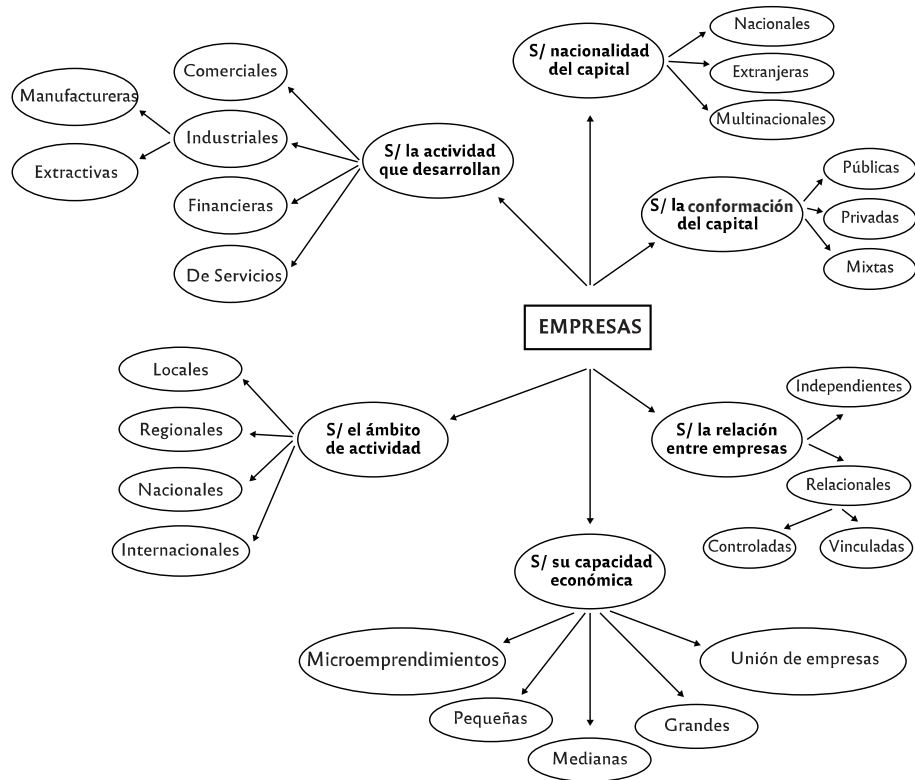 S/ nacionalidad
del capital
Nacionales
Extranjeras
Multinacionales
Comerciales
Manufactureras
Industriales
Extractivas
Financieras
De Servicios
S/ la actividad
que desarrollan
S/ la conformación
del capital
Públicas
Privadas
Mixtas
EMPRESAS
Locales
Regionales
Nacionales
Internacionales
S/ el ámbito
de actividad
S/ la relación
entre empresas
Independientes
Relacionales
Controladas
Vinculadas
S/ su capacidad
económica
Microemprendimientos
Pequeñas
Medianas
Grandes
Unión de empresas